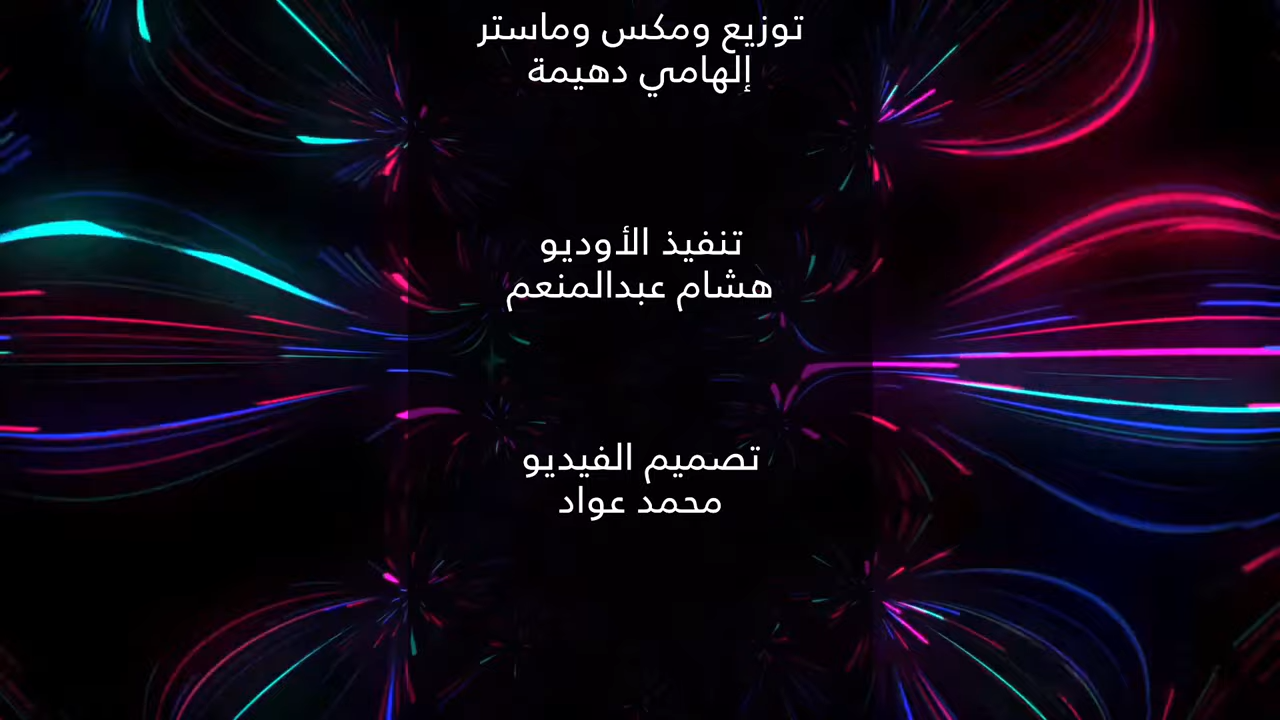 توزيع ومكس وماستر
إلهامي دهيمة
تنفيذ الأوديو
هشام عبدالمنعم
تصميم الفيديو
محمد عواد